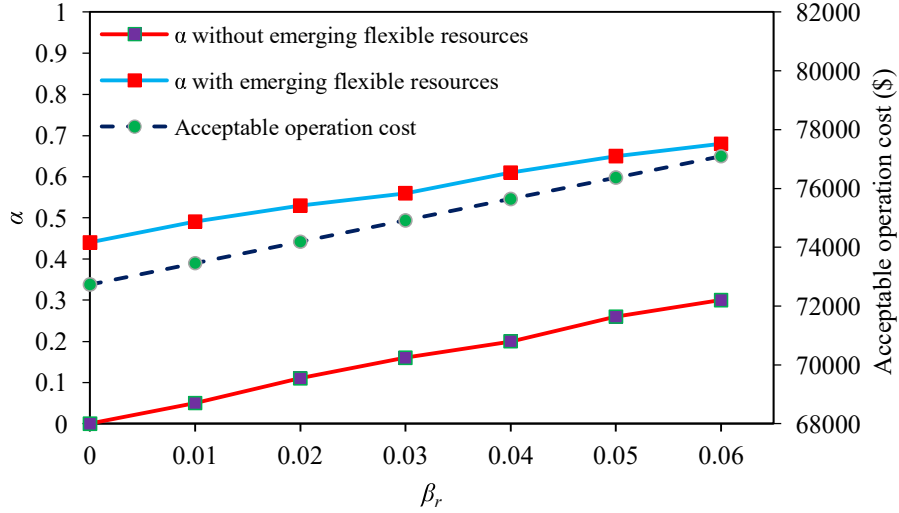 α without emerging flexible resources
α with emerging flexible resources
Acceptable operation cost
α
1
0.9
0.8
0.7
0.6
0.5
0.4
0.3
0.2
0.1
0
82000
80000
78000
76000
74000
72000
70000
68000
Acceptable operation cost ($)
0 0.01 0.02 0.03 0.04 0.05 0.06
βr